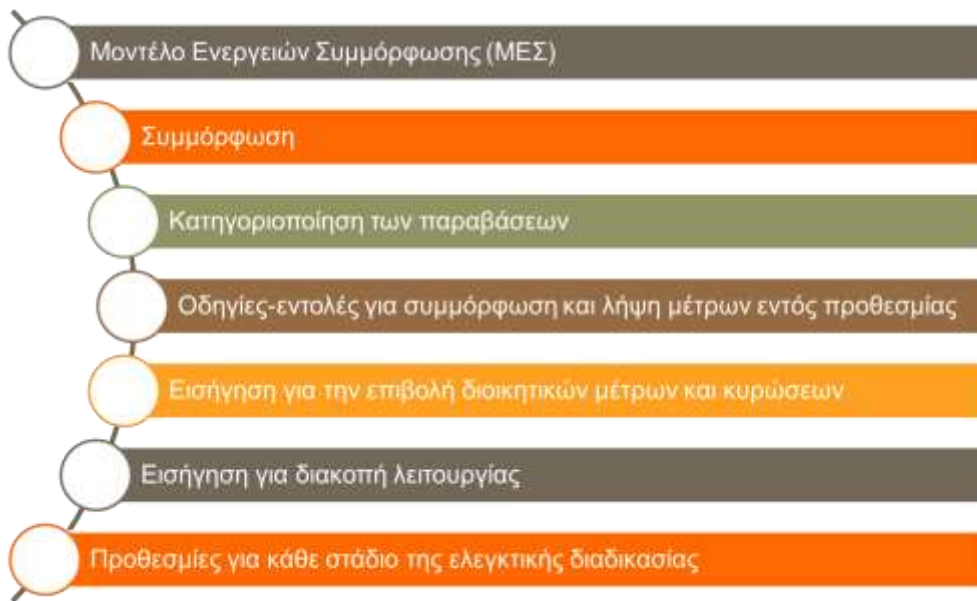 Μοντέλο Ενεργειών Συμμόρφωσης (ΜΕΣ)
Συμμόρφωση
Κατηγοριοποίηση των παραβάσεων
Οδηγίες-εντολές για συμμόρφωση και λήψη μέτρων εντός προθεσμίας
Εισήγηση για την επιβολή διοικητικών μέτρων και κυρώσεων
Εισήγηση για διακοπή λειτουργίας
Προθεσμίες για κάθε στάδιο της ελεγκτικής διαδικασίας